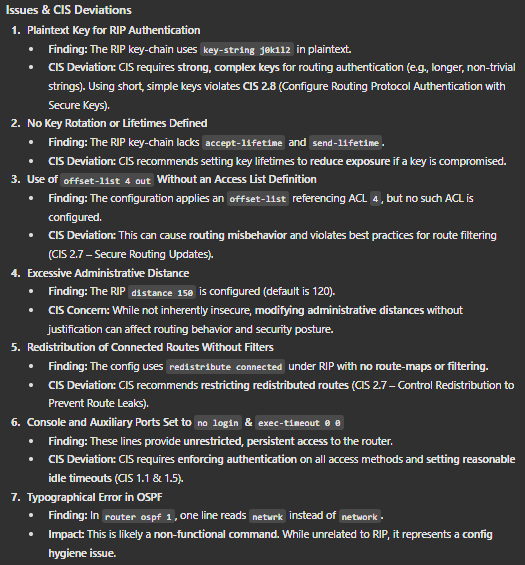 Issues & CIS Deviations
1. Plaintext Key for RIP Authentication
• Finding: The RIP key-chain uses key-string j0k1l2 in plaintext.
• CIS Deviation: CIS requires strong, complex keys for routing authentication (e.g., longer, non-trivial
strings). Using short, simple keys violates CIS 2.8 (Configure Routing Protocol Authentication with
Secure Keys).
2. No Key Rotation or Lifetimes Defined
• Finding: The RIP key-chain lacks accept-lifetime and send-lifetime.
• CIS Deviation: CIS recommends setting key lifetimes to reduce exposure if a key is compromised.
3. Use of offset-list 4 out Without an Access List Definition
• Finding: The configuration applies an offset-list referencing ACL 4, but no such ACL is
configured.
• CIS Deviation: This can cause routing misbehavior and violates best practices for route filtering
(CIS 2.7 – Secure Routing Updates).
4. Excessive Administrative Distance
• Finding: The RIP distance 150 is configured (default is 120).
• CIS Concern: While not inherently insecure, modifying administrative distances without
justification can affect routing behavior and security posture.
5. Redistribution of Connected Routes Without Filters
• Finding: The config uses redistribute connected under RIP with no route-maps or filtering.
• CIS Deviation: CIS recommends restricting redistributed routes (CIS 2.7 – Control Redistribution to
Prevent Route Leaks).
6. Console and Auxiliary Ports Set to no login & exec-timeout 0 0
• Finding: These lines provide unrestricted, persistent access to the router.
• CIS Deviation: CIS requires enforcing authentication on all access methods and setting reasonable
idle timeouts (CIS 1.1 & 1.5).
7. Typographical Error in OSPF
• Finding: In router ospf 1, one line reads netwrk instead of network.
• Impact: This is likely a non-functional command. While unrelated to RIP, it represents a config
hygiene issue.